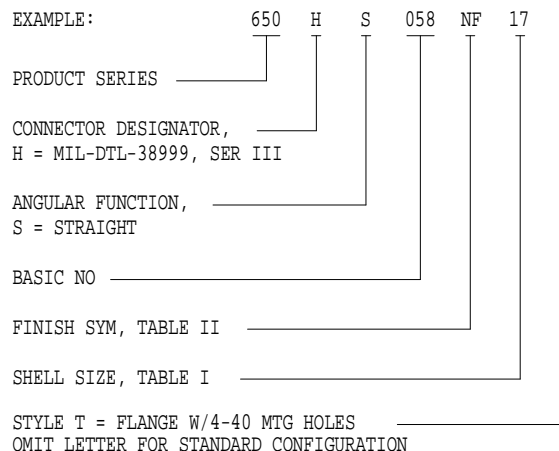 EXAMPLE: 650 H S 058 NF 17
PRODUCT SERIES
CONNECTOR DESIGNATOR,
H = MIL-DTL-38999, SER III
ANGULAR FUNCTION,
S = STRAIGHT
BASIC NO
FINISH SYM, TABLE II
SHELL SIZE, TABLE I
STYLE T = FLANGE W/4-40 MTG HOLES
OMIT LETTER FOR STANDARD CONFIGURATION